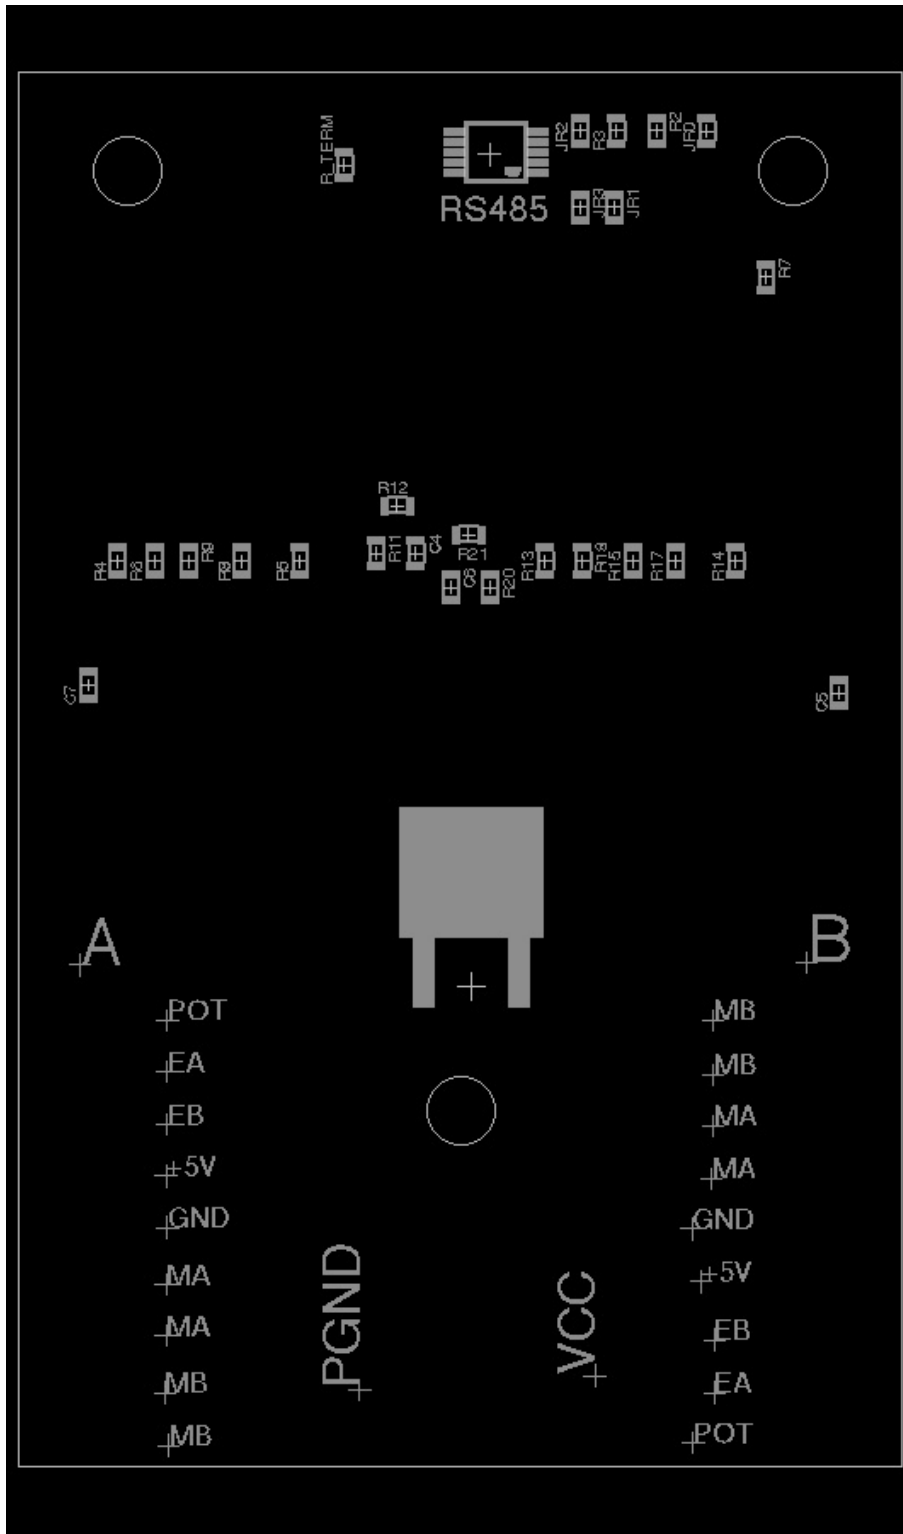 R_TERM
JR2
R3
R2
JR0
RS485
JR3
JR1
R7
R12
R4
R6
R9
R5
R11
C4
R21
R13
R15
R17
R14
C6
R20
C7
C5
A
B
POT
MB
EA
MB
EB
MA
+5V
MA
GND
GND
MA
+5V
MA
EB
MB
EA
MB
POT
PGND
VCC